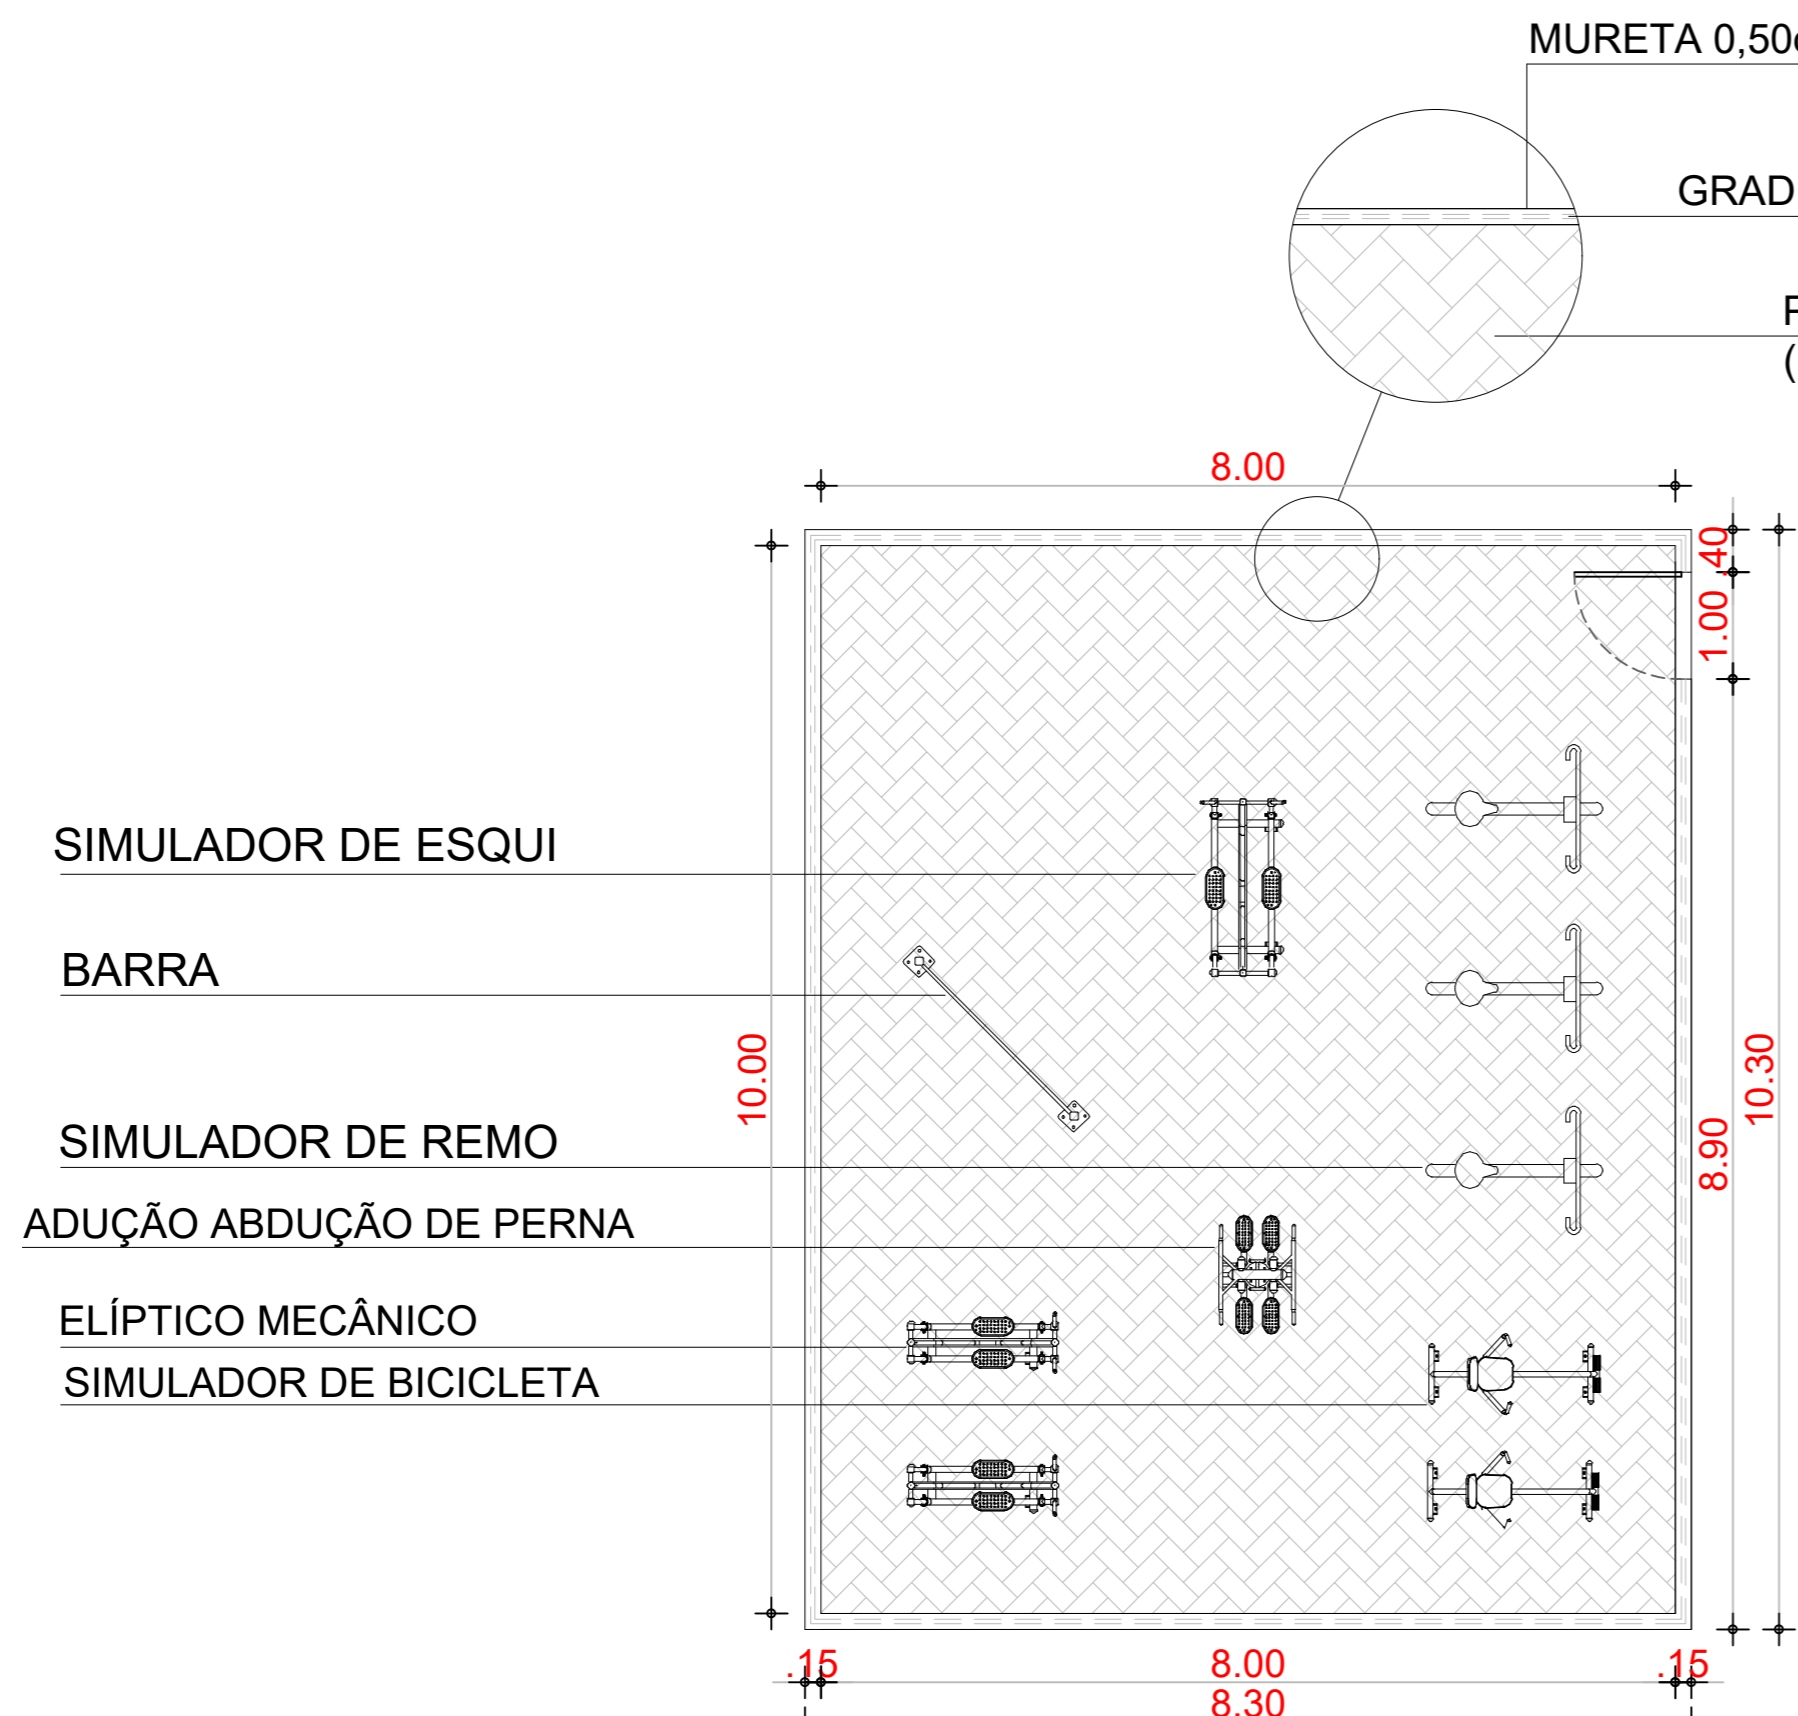 MURETA 0,50
GRAD
P
(
8.00
.40
1.00
SIMULADOR DE ESQUI
BARRA
10.00
10.30
8.90
SIMULADOR DE REMO
ADUÇÃO ABDUÇÃO DE PERNA
ELÍPTICO MECÂNICO
SIMULADOR DE BICICLETA
.15
8.00
.15
8.30